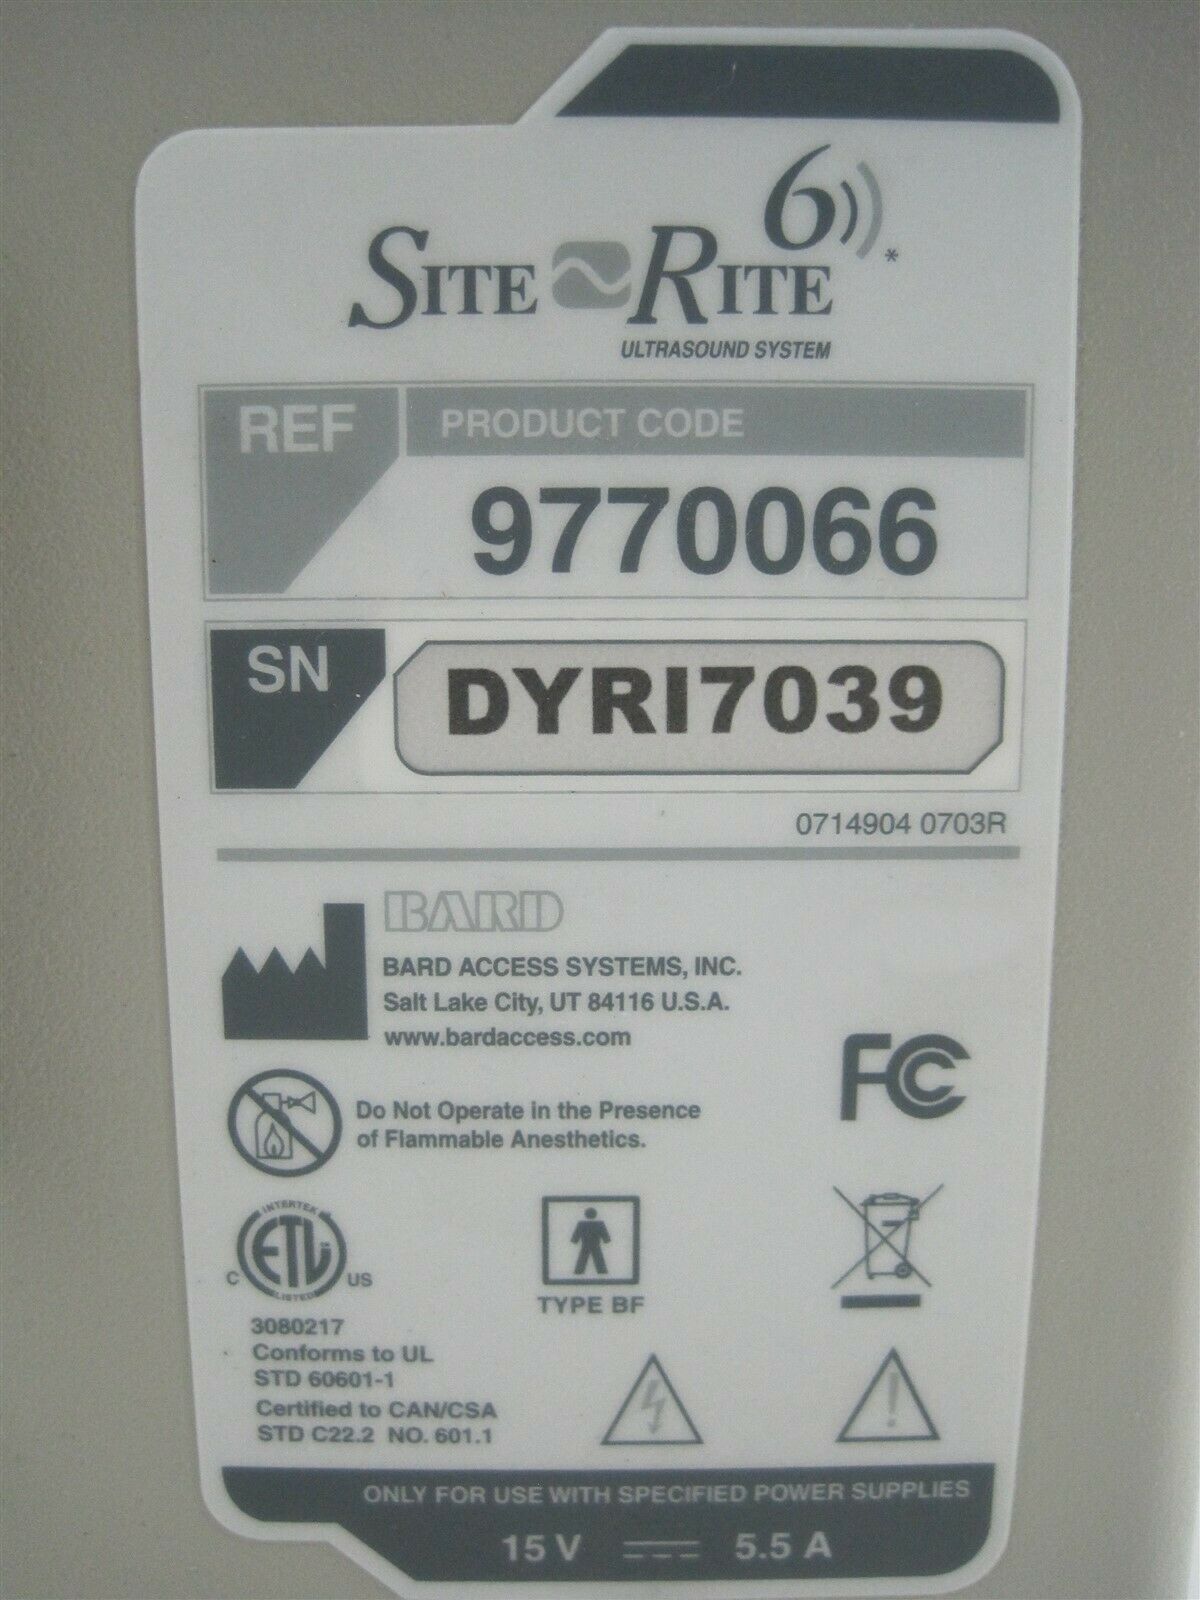 SITE RITE 6 *
ULTRASOUND SYSTEM
REF PRODUCT CODE
9770066
SN DYRI7039
0714904 0703R
BARD
BARD ACCESS SYSTEMS, INC.
Salt Lake City, UT 84116 U.S.A.
www.bardaccess.com
FC
Do Not Operate in the Presence
of Flammable Anesthetics.
INTERTEK
C ETL US
LISTED
TYPE BF
3080217
Conforms to UL
STD 60601-1
Certified to CAN/CSA
STD C22.2 NO. 601.1
ONLY FOR USE WITH SPECIFIED POWER SUPPLIES
15 V 5.5 A